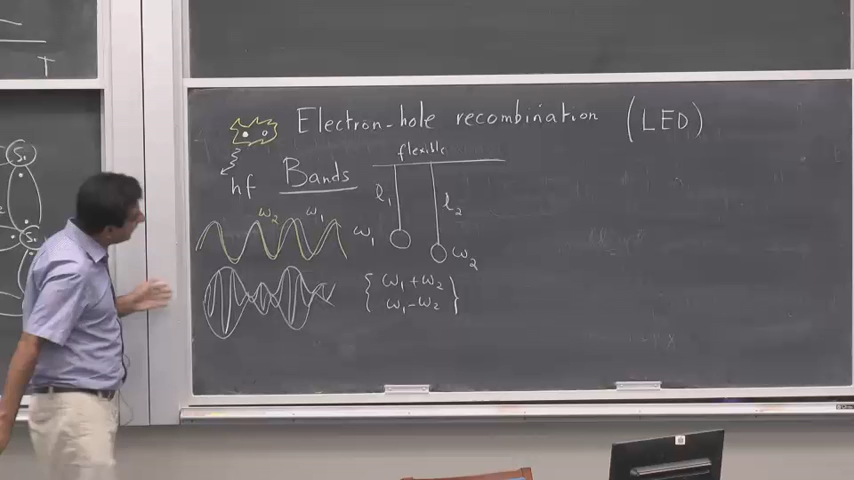 T
S.
S.
Electron-hole recombination (LED)
flexible
hf Bands
l₁ l₂
ω₂ ω₁
ω₁ ω₂
{ω₁+ω₂
ω₁-ω₂}